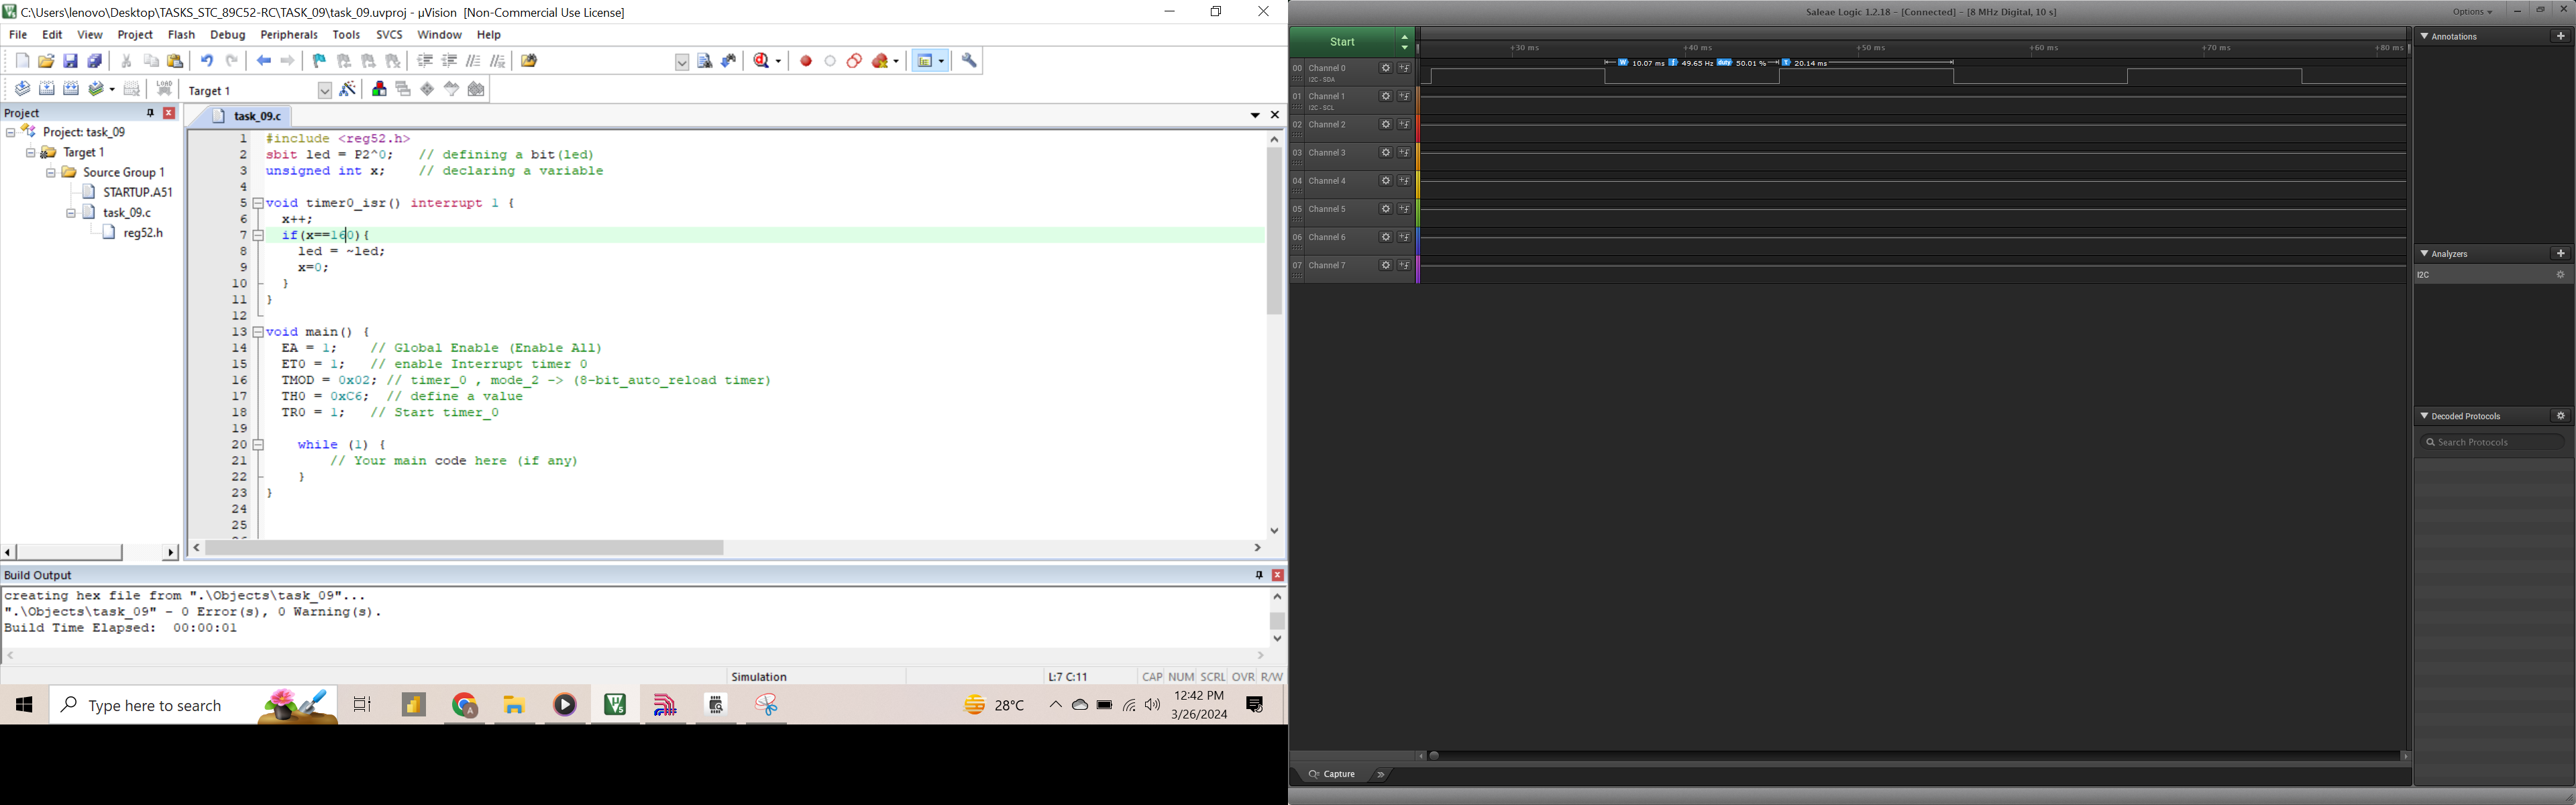 C:\Users\lenovo\Desktop\TASKS_STC_89C52-RC\TASK_09\task_09.uvproj - µVision [Non-Commercial Use License]
File Edit View Project Flash Debug Peripherals Tools SVCS Window Help
LOAD
Target 1
Project
Project: task_09
Target 1
Source Group 1
STARTUP.A51
task_09.c
reg52.h
task_09.c
1 #include <reg52.h>
2 sbit led = P2^0; // defining a bit(led)
3 unsigned int x; // declaring a variable
4
5 void timer0_isr() interrupt 1 {
6 x++;
7 if(x==160){
8 led = ~led;
9 x=0;
10 }
11 }
12
13 void main() {
14 EA = 1; // Global Enable (Enable All)
15 ET0 = 1; // enable Interrupt timer 0
16 TMOD = 0x02; // timer_0 , mode_2 -> (8-bit_auto_reload timer)
17 TH0 = 0xC6; // define a value
18 TR0 = 1; // Start timer_0
19
20 while (1) {
21 // Your main code here (if any)
22 }
23 }
24
25
Build Output
creating hex file from ".\Objects\task_09"...
".\Objects\task_09" - 0 Error(s), 0 Warning(s).
Build Time Elapsed: 00:00:01
Simulation L:7 C:11 CAP NUM SCRL OVR R/W
Type here to search
28°C
12:42 PM
3/26/2024
Saleae Logic 1.2.18 - [Connected] - [8 MHz Digital, 10 s]
Options
Start
+30 ms +40 ms +50 ms +60 ms +70 ms +80 ms
W 10.07 ms f 49.65 Hz duty 50.01 % T 20.14 ms
00 Channel 0
I2C - SDA
01 Channel 1
I2C - SCL
02 Channel 2
03 Channel 3
04 Channel 4
05 Channel 5
06 Channel 6
07 Channel 7
Capture
Annotations
Analyzers
I2C
Decoded Protocols
Search Protocols